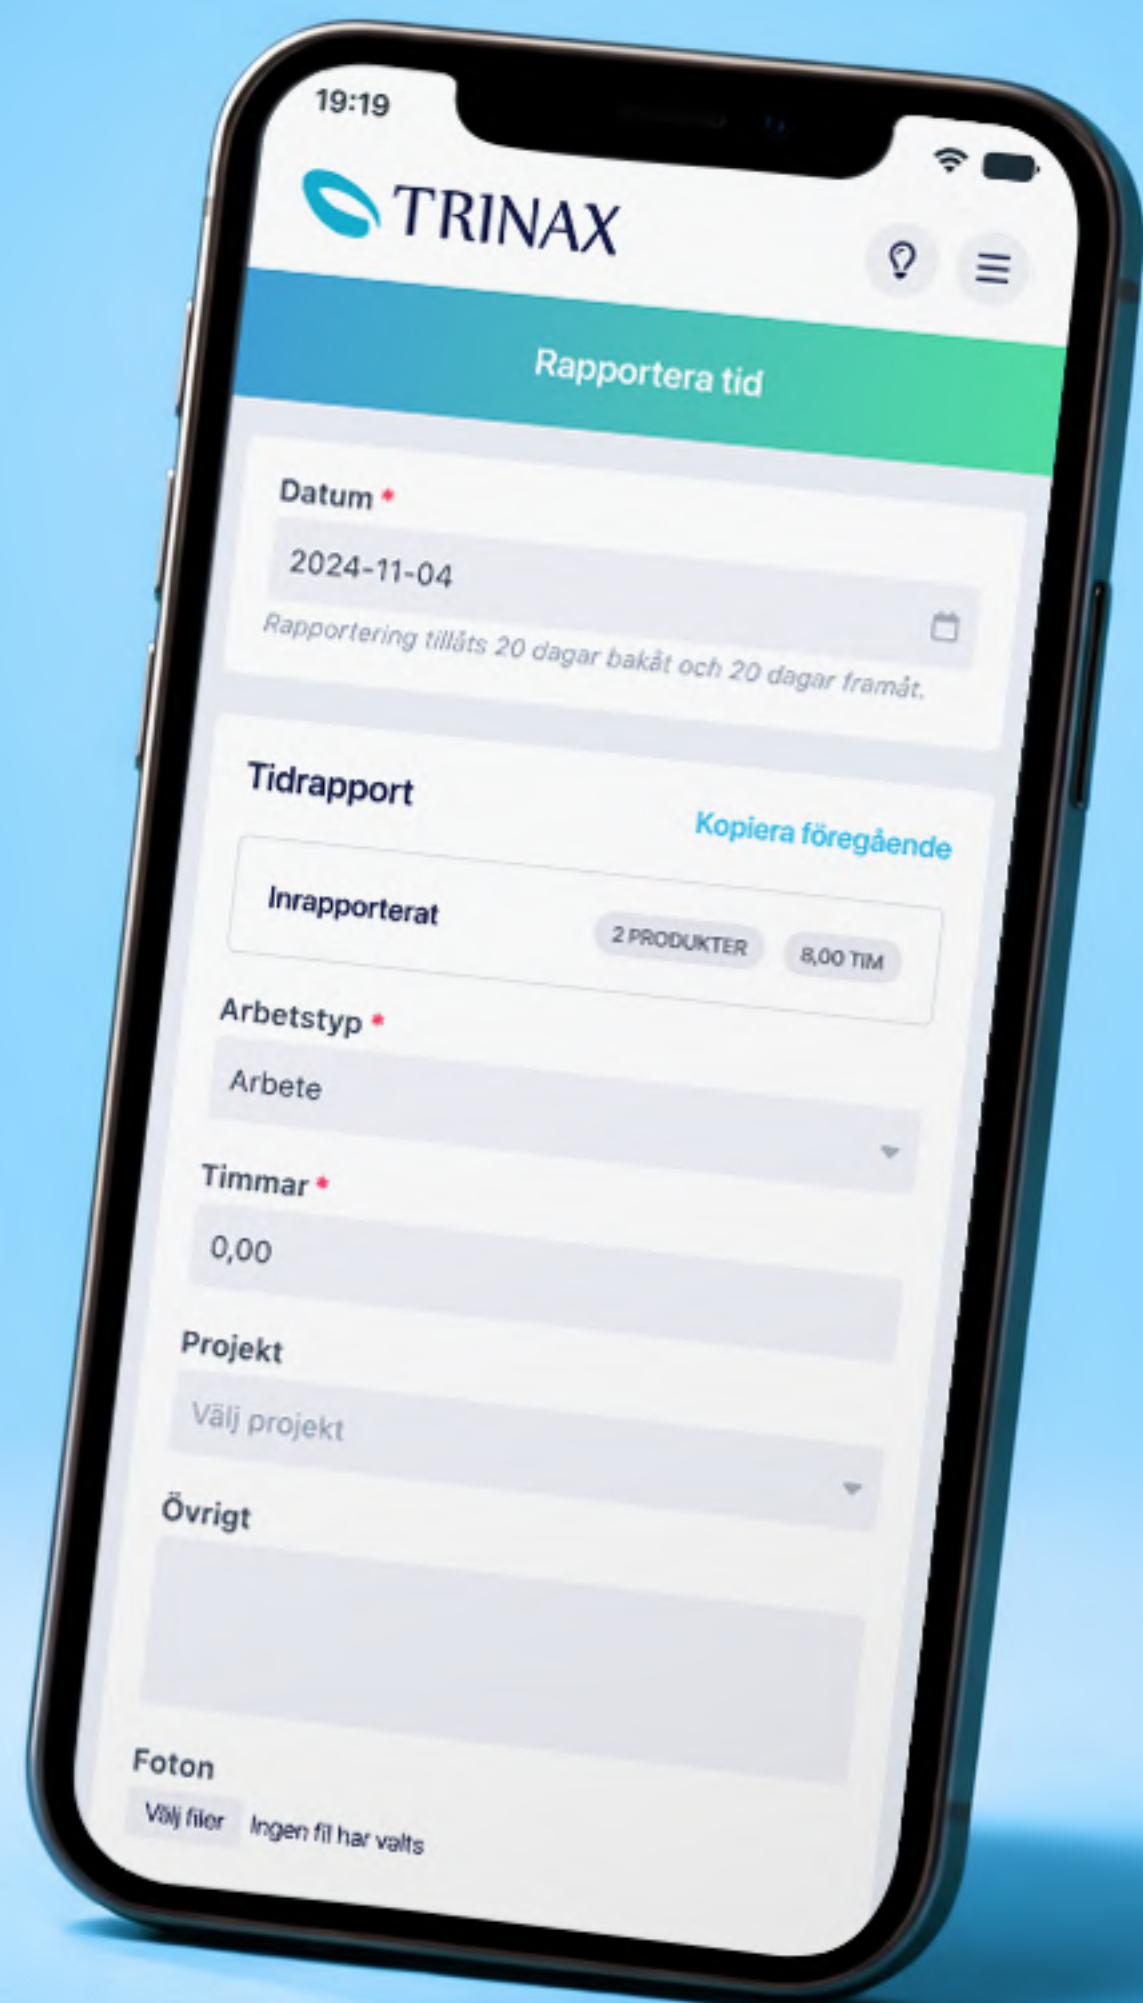 19:19
TRINAX
Rapportera tid
Datum *
2024-11-04
Rapportering tillåts 20 dagar bakåt och 20 dagar framåt.
Tidrapport
Kopiera föregående
Inrapporterat 2 PRODUKTER 8,00 TIM
Arbetstyp *
Arbete
Timmar *
0,00
Projekt
Välj projekt
Övrigt
Foton
Välj filer Ingen fil har valts